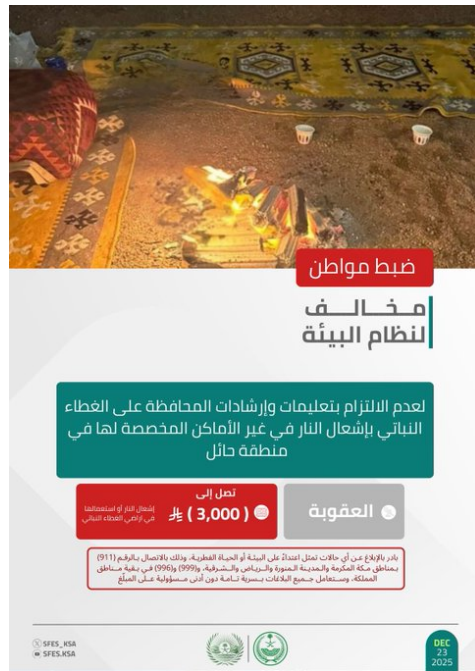 ضبط مواطن
مخالف
لنظام البيئة
لعدم الالتزام بتعليمات وإرشادات المحافظة على الغطاء
النباتي بإشعال النار في غير الأماكن المخصصة لها في
منطقة حائل
العقوبة
تصل إلى
(3,000)
إشعال النار أو استعمالها
في اراضي الغطاء النباتي
بادر بالإبلاغ عن أي حالات تمثل اعتداءً على البيئة أو الحياة الفطرية، وذلك بالاتصال بالرقم (911)
بمناطق مكة المكرمة والمدينة المنورة والرياض والشرقية، و(999) و(996) في بقية مناطق
المملكة، وستعامل جميع البلاغات بسرية تامة دون أدنى مسؤولية على المبلّغ
SFES_KSA
SFES.KSA
DEC
23
2025